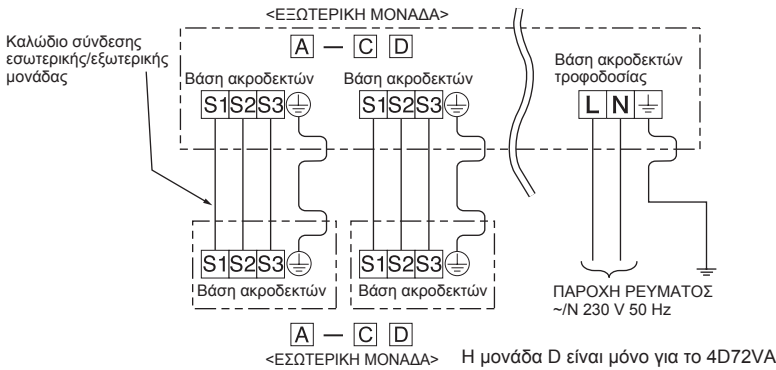 <ΕΞΩΤΕΡΙΚΗ ΜΟΝΑΔΑ>
A — C D
Καλώδιο σύνδεσης
εσωτερικής/εξωτερικής
μονάδας
Βάση ακροδεκτών
Βάση ακροδεκτών
Βάση ακροδεκτών
τροφοδοσίας
S1 S2 S3
S1 S2 S3
L N
S1 S2 S3
S1 S2 S3
Βάση ακροδεκτών
Βάση ακροδεκτών
ΠΑΡΟΧΗ ΡΕΥΜΑΤΟΣ
~/N 230 V 50 Hz
A — C D
<ΕΣΩΤΕΡΙΚΗ ΜΟΝΑΔΑ>
Η μονάδα D είναι μόνο για το 4D72VA